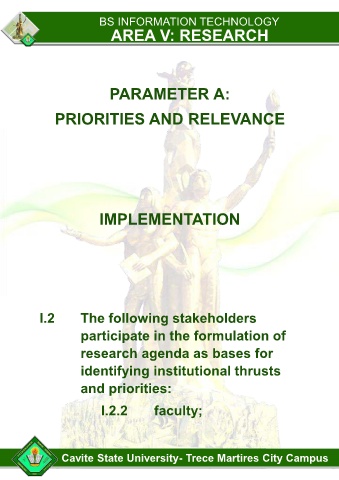 BS INFORMATION TECHNOLOGY
AREA V: RESEARCH
PARAMETER A:
PRIORITIES AND RELEVANCE
IMPLEMENTATION
I.2 The following stakeholders
participate in the formulation of
research agenda as bases for
identifying institutional thrusts
and priorities:
I.2.2 faculty;
Cavite State University- Trece Martires City Campus